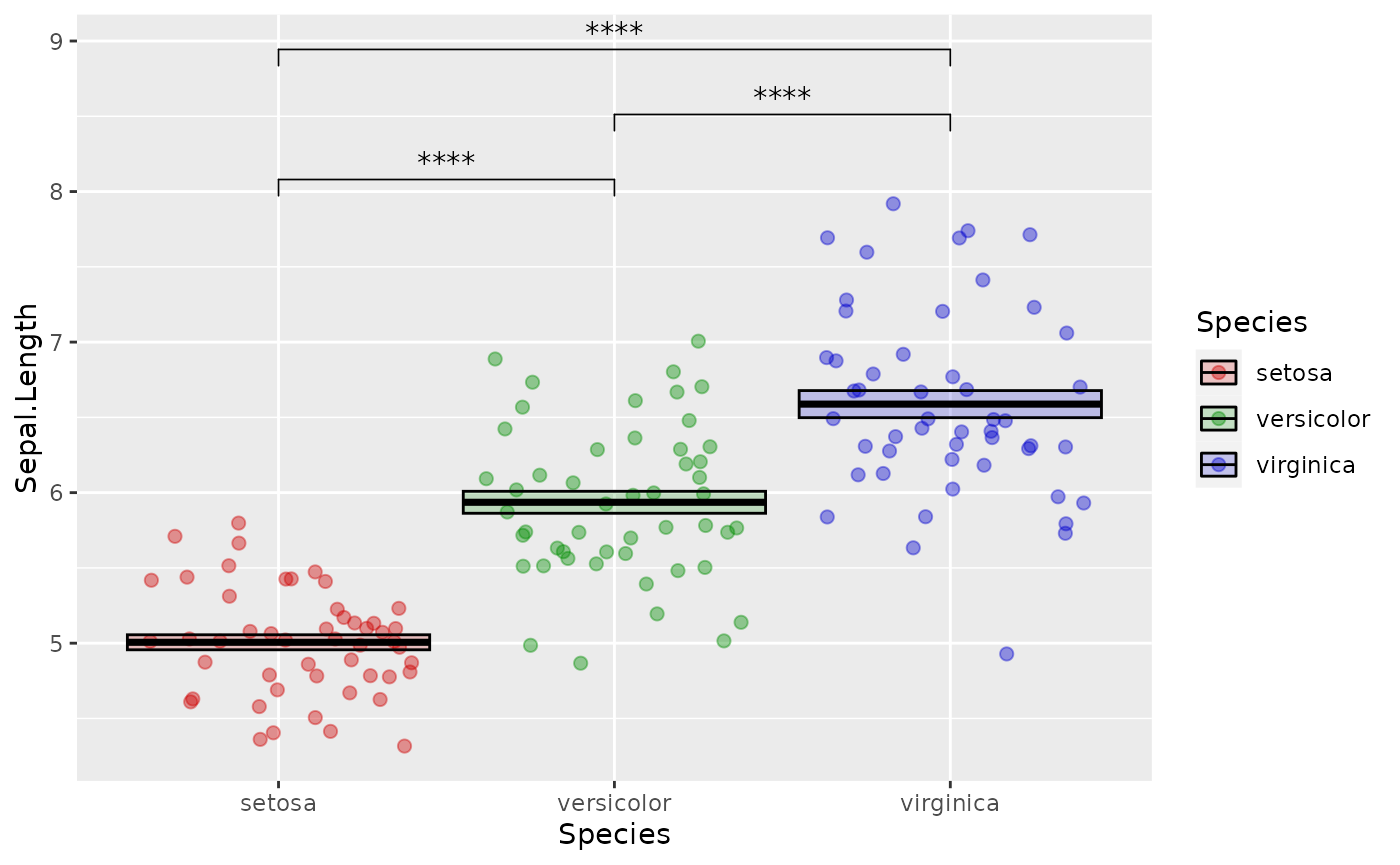 ****
****
****
9
8
7
6
5
Sepal.Length
setosa
versicolor
virginica
Species
Species
setosa
versicolor
virginica